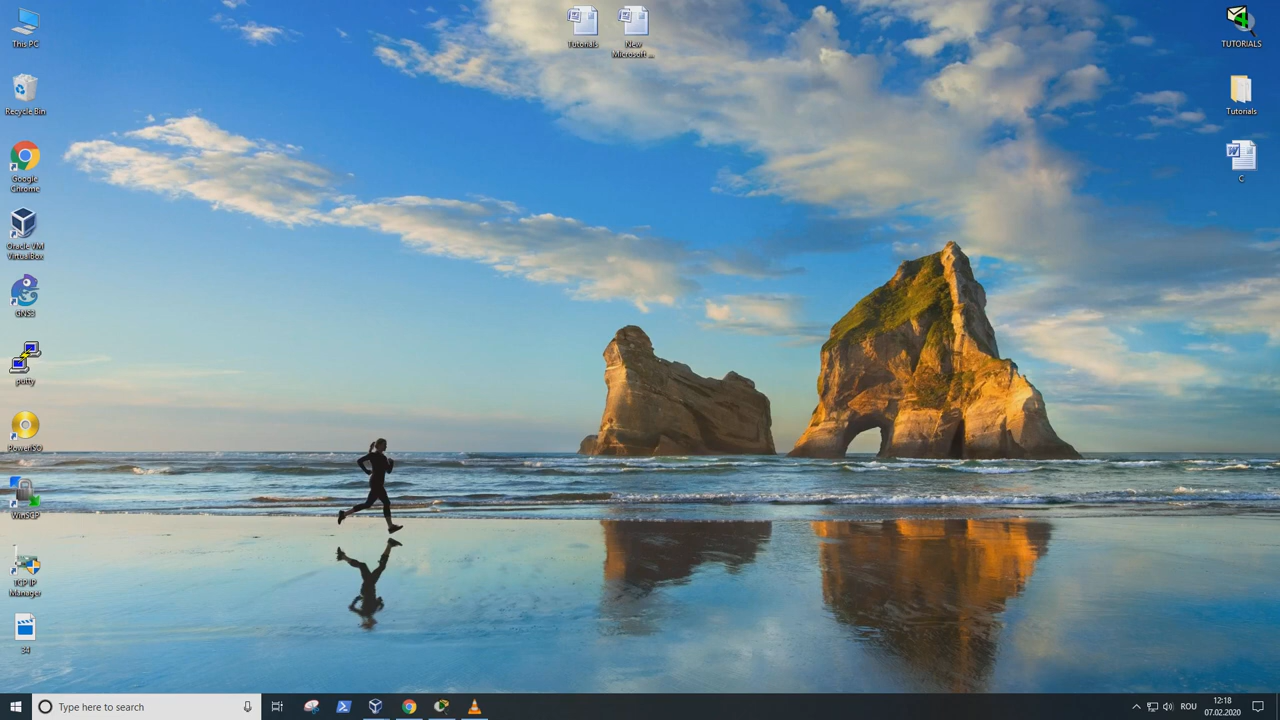 This PC
Recycle Bin
Google
Chrome
Oracle VM
VirtualBox
GNS3
putty
PowerISO
WinSCP
TCP IP
Manager
34
Tutorials
New
Microsoft ...
TUTORIALS
Tutorials
C
Type here to search
ROU
12:18
07.02.2020